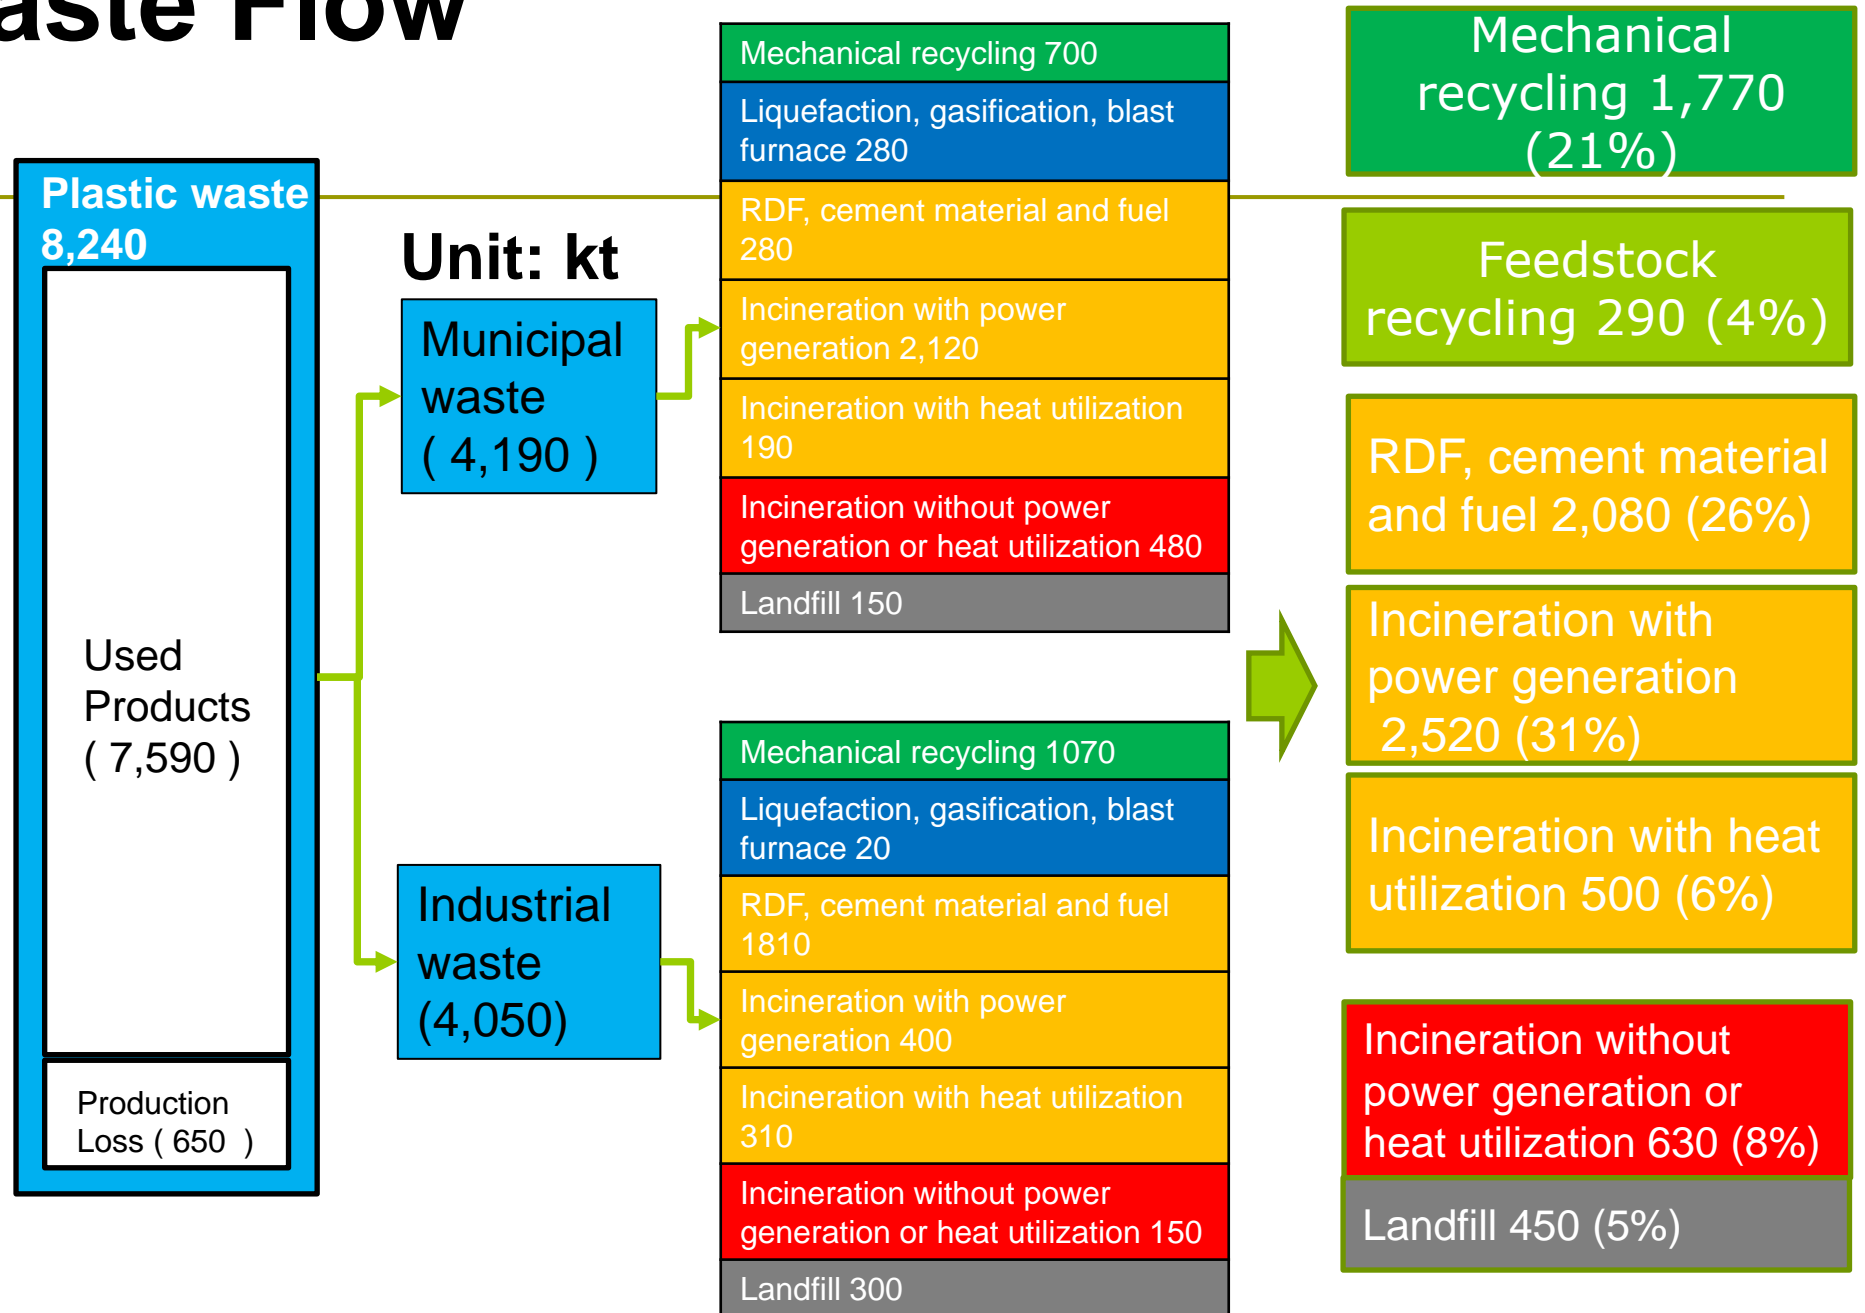 aste Flow
Plastic waste
8,240
Used
Products
( 7,590 )
Production
Loss ( 650 )
Unit: kt
Municipal
waste
( 4,190 )
Industrial
waste
(4,050)
Mechanical recycling 700
Liquefaction, gasification, blast
furnace 280
RDF, cement material and fuel
280
Incineration with power
generation 2,120
Incineration with heat utilization
190
Incineration without power
generation or heat utilization 480
Landfill 150
Mechanical recycling 1070
Liquefaction, gasification, blast
furnace 20
RDF, cement material and fuel
1810
Incineration with power
generation 400
Incineration with heat utilization
310
Incineration without power
generation or heat utilization 150
Landfill 300
Mechanical
recycling 1,770
(21%)
Feedstock
recycling 290 (4%)
RDF, cement material
and fuel 2,080 (26%)
Incineration with
power generation
2,520 (31%)
Incineration with heat
utilization 500 (6%)
Incineration without
power generation or
heat utilization 630 (8%)
Landfill 450 (5%)